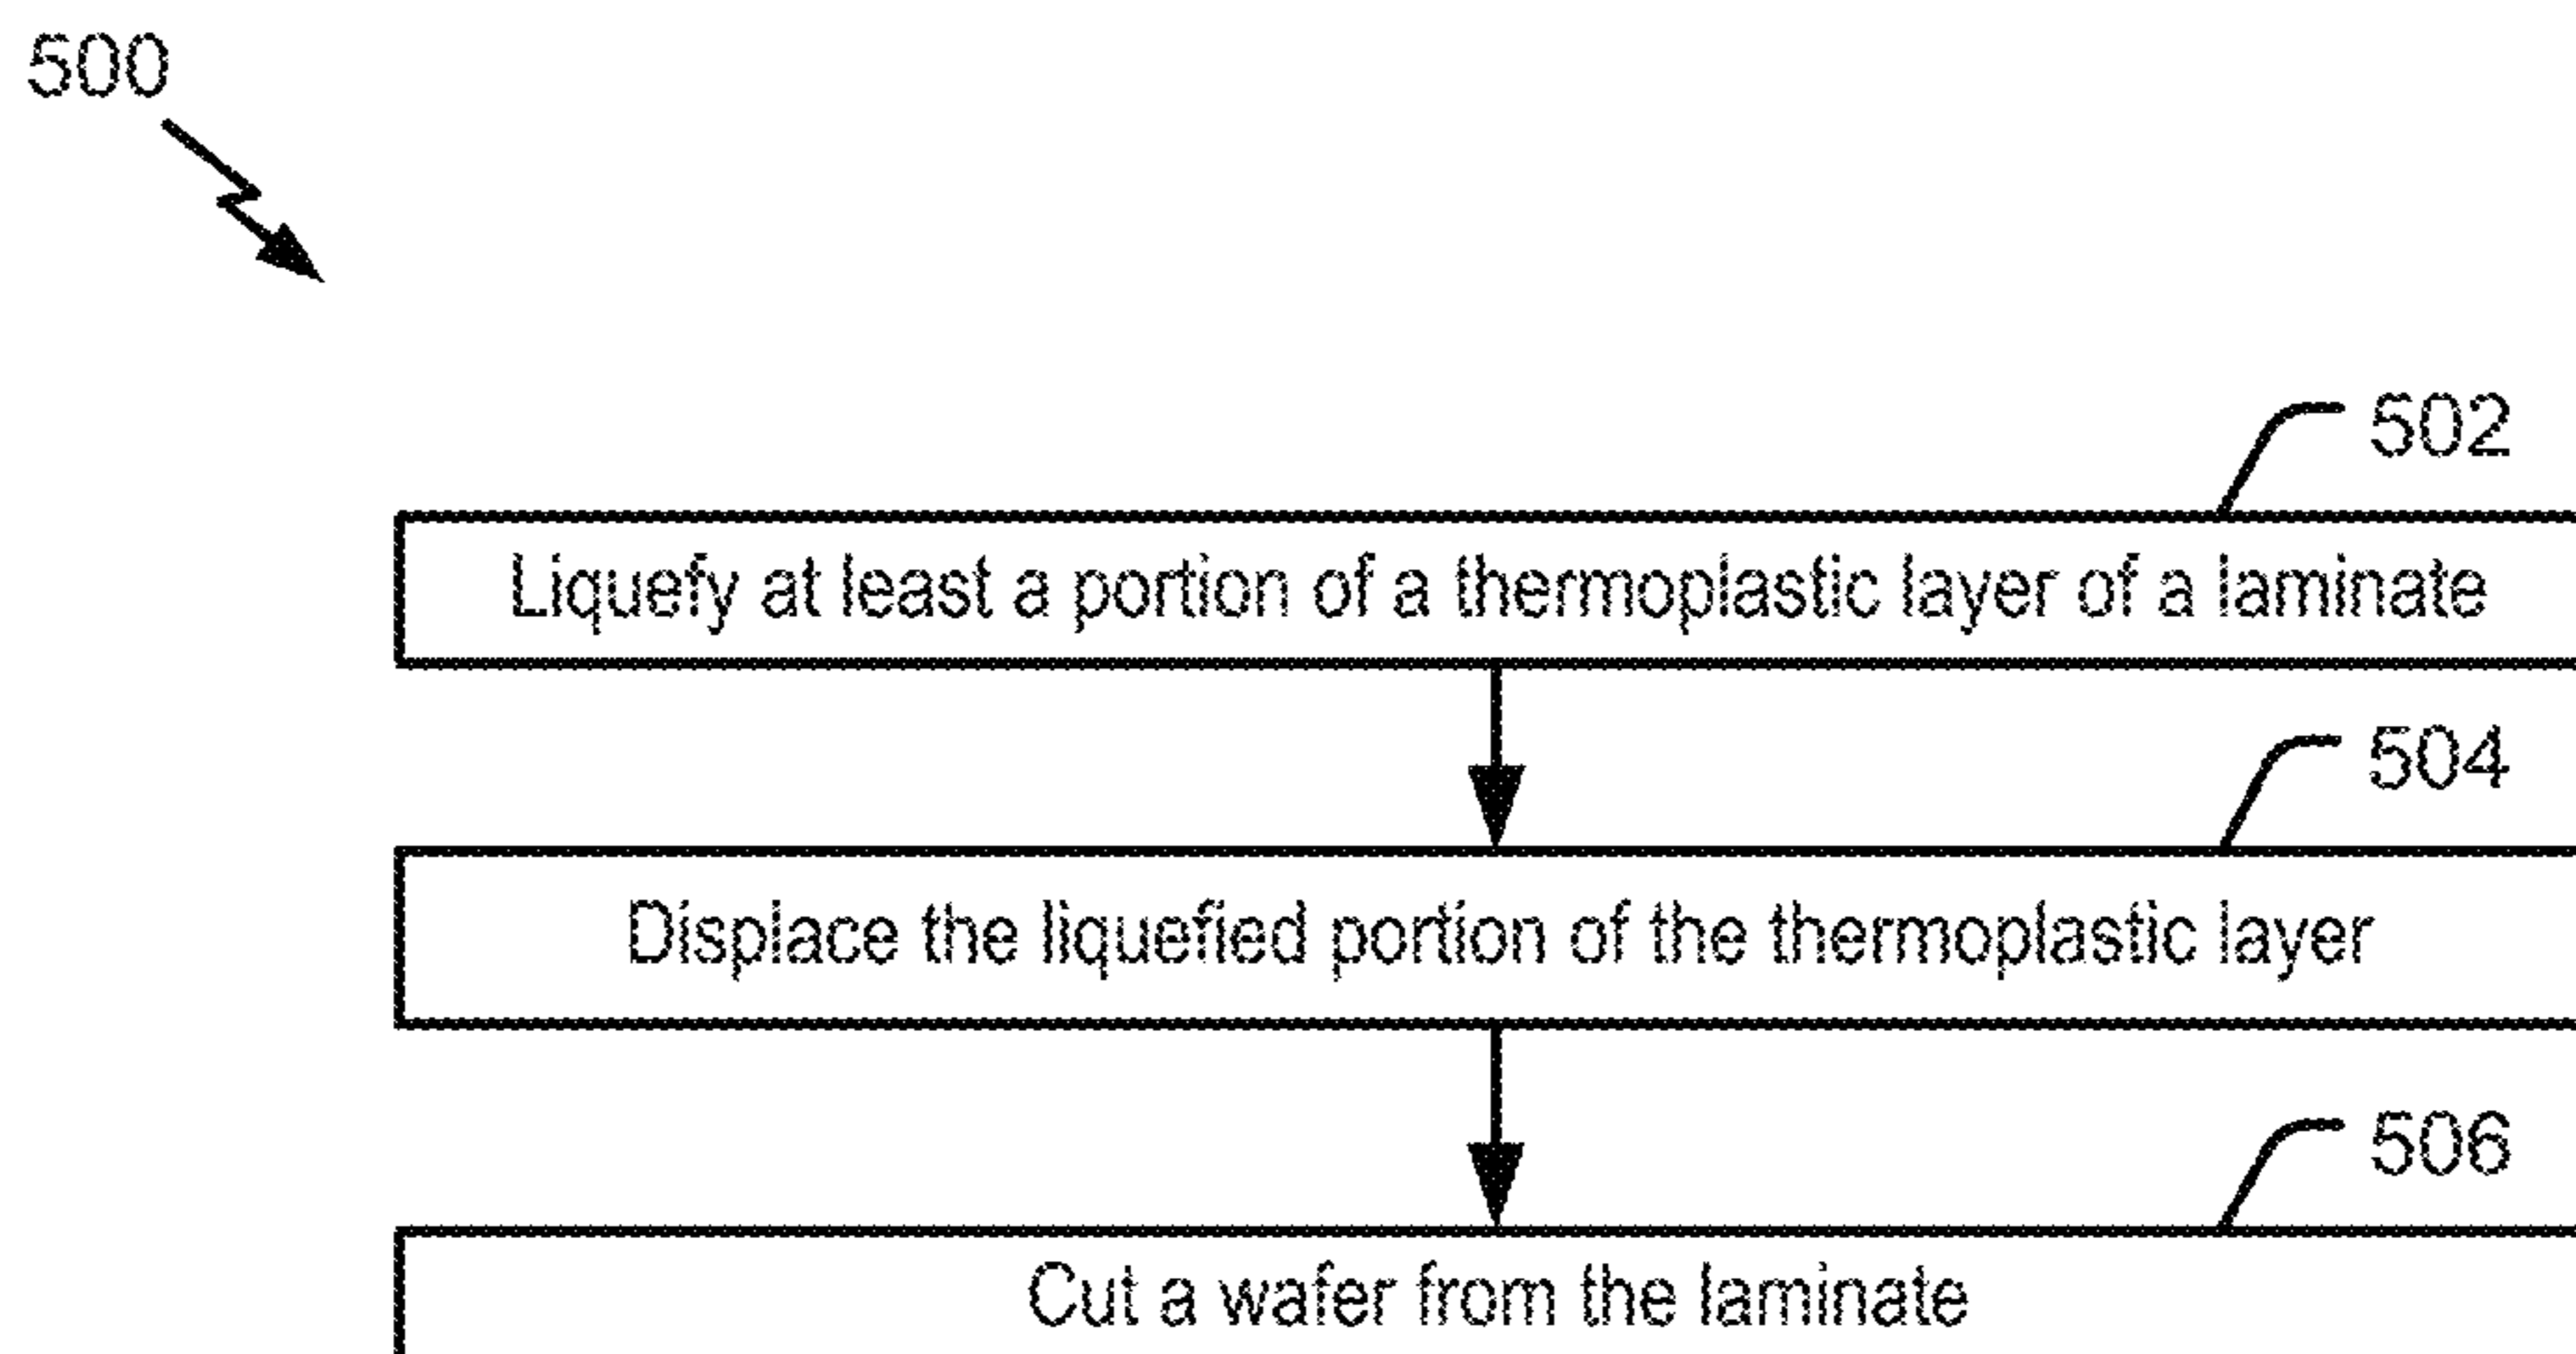 500
502
Liquefy at least a portion of a thermoplastic layer of a laminate
504
Displace the liquefied portion of the thermoplastic layer
506
Cut a wafer from the laminate